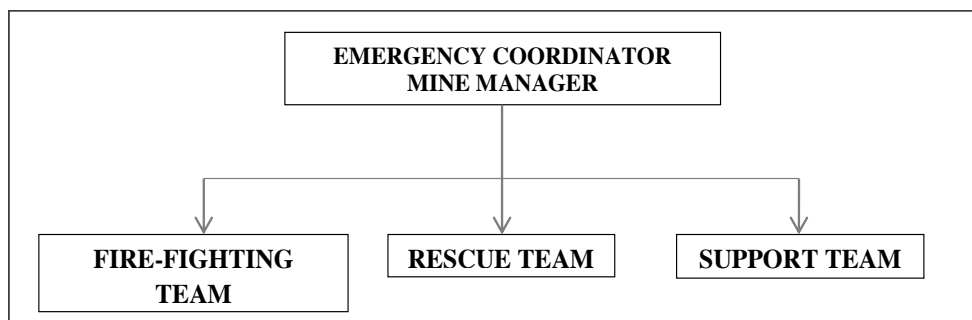 EMERGENCY COORDINATOR
MINE MANAGER
FIRE-FIGHTING
TEAM
RESCUE TEAM
SUPPORT TEAM